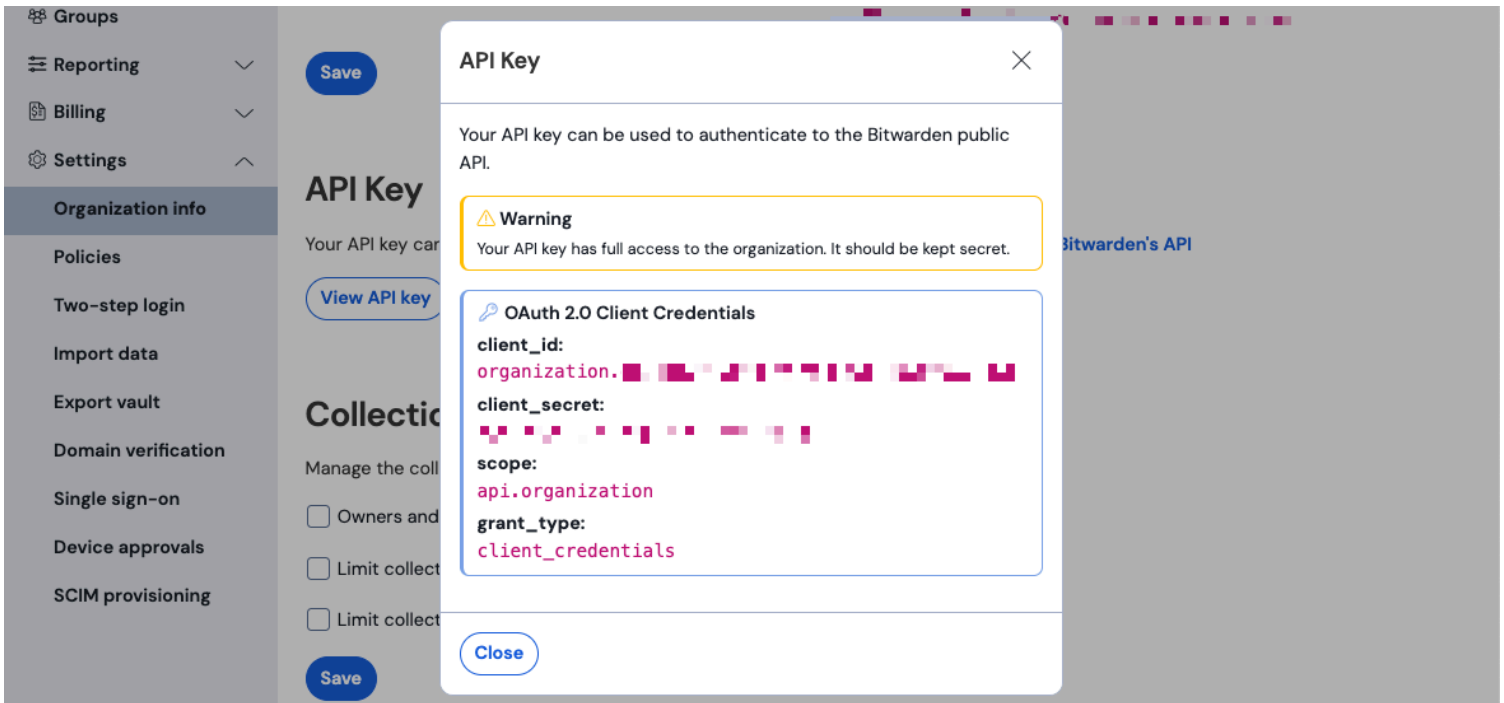 Groups
Reporting
Billing
Settings
Organization info
Policies
Two-step login
Import data
Export vault
Domain verification
Single sign-on
Device approvals
SCIM provisioning
Save
API Key
Your API key can
Bitwarden's API
View API key
Collectic
Manage the coll
Owners and
Limit collect
Limit collect
Save
API Key
Your API key can be used to authenticate to the Bitwarden public
API.
Warning
Your API key has full access to the organization. It should be kept secret.
OAuth 2.0 Client Credentials
client_id:
organization.
client_secret:
scope:
api.organization
grant_type:
client_credentials
Close